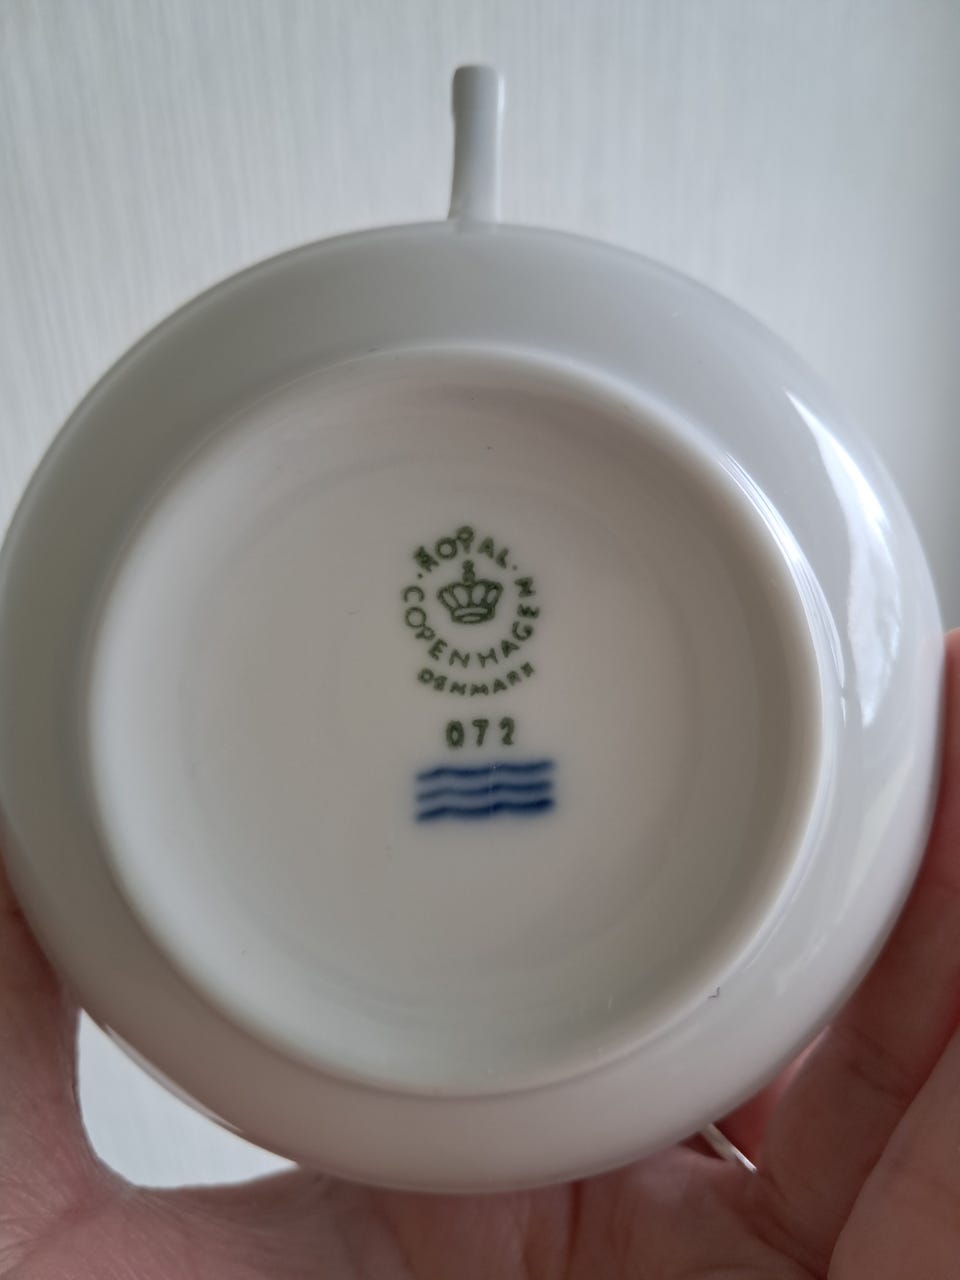 ROYAL
COPENHAGEN
DENMARK
072